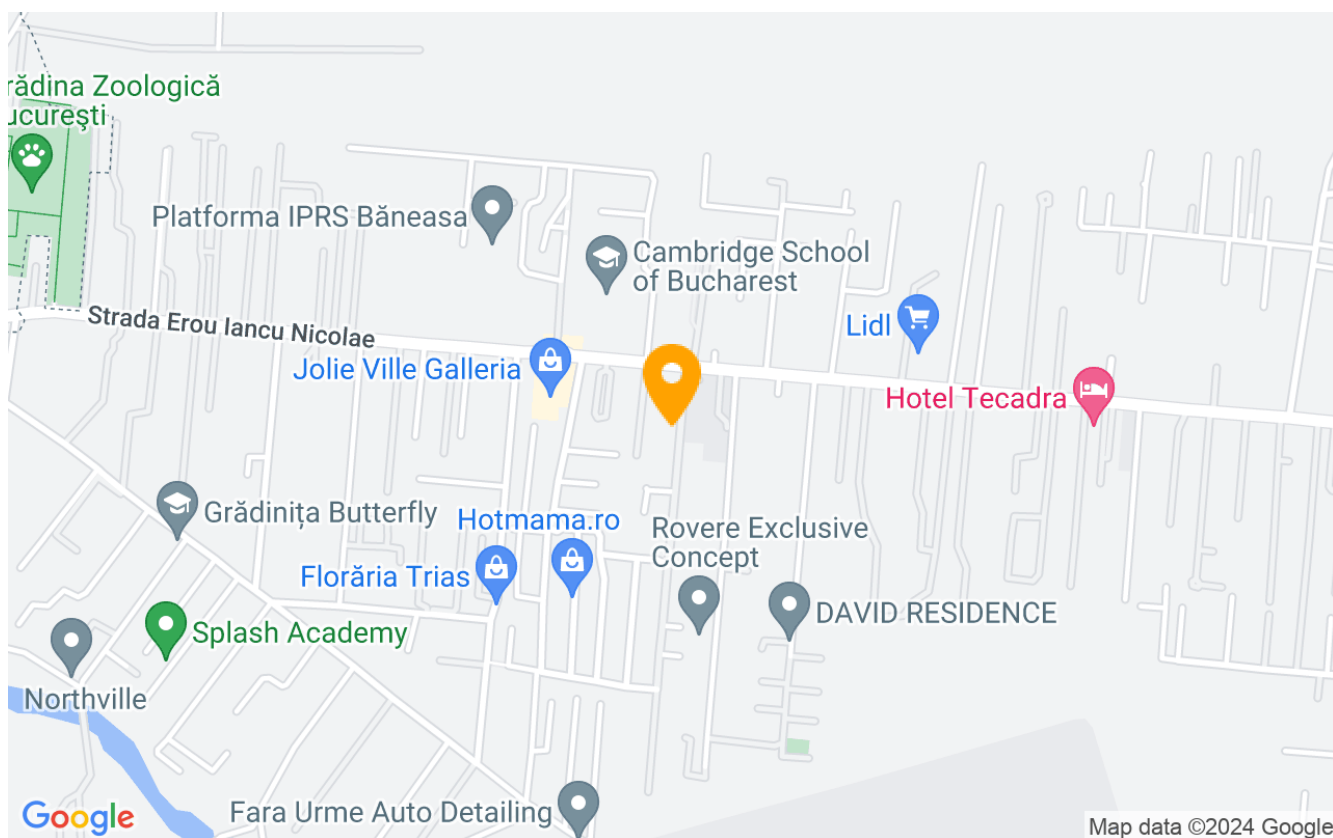 rădina Zoologică
ucureşti
Platforma IPRS Băneasa
Cambridge School
of Bucharest
Strada Erou Iancu Nicolae
Lidl
Jolie Ville Galleria
Hotel Tecadra
Grădinița Butterfly
Hotmama.ro
Rovere Exclusive
Concept
Florăria Trias
DAVID RESIDENCE
Splash Academy
Northville
Fara Urme Auto Detailing
Google
Map data ©2024 Google